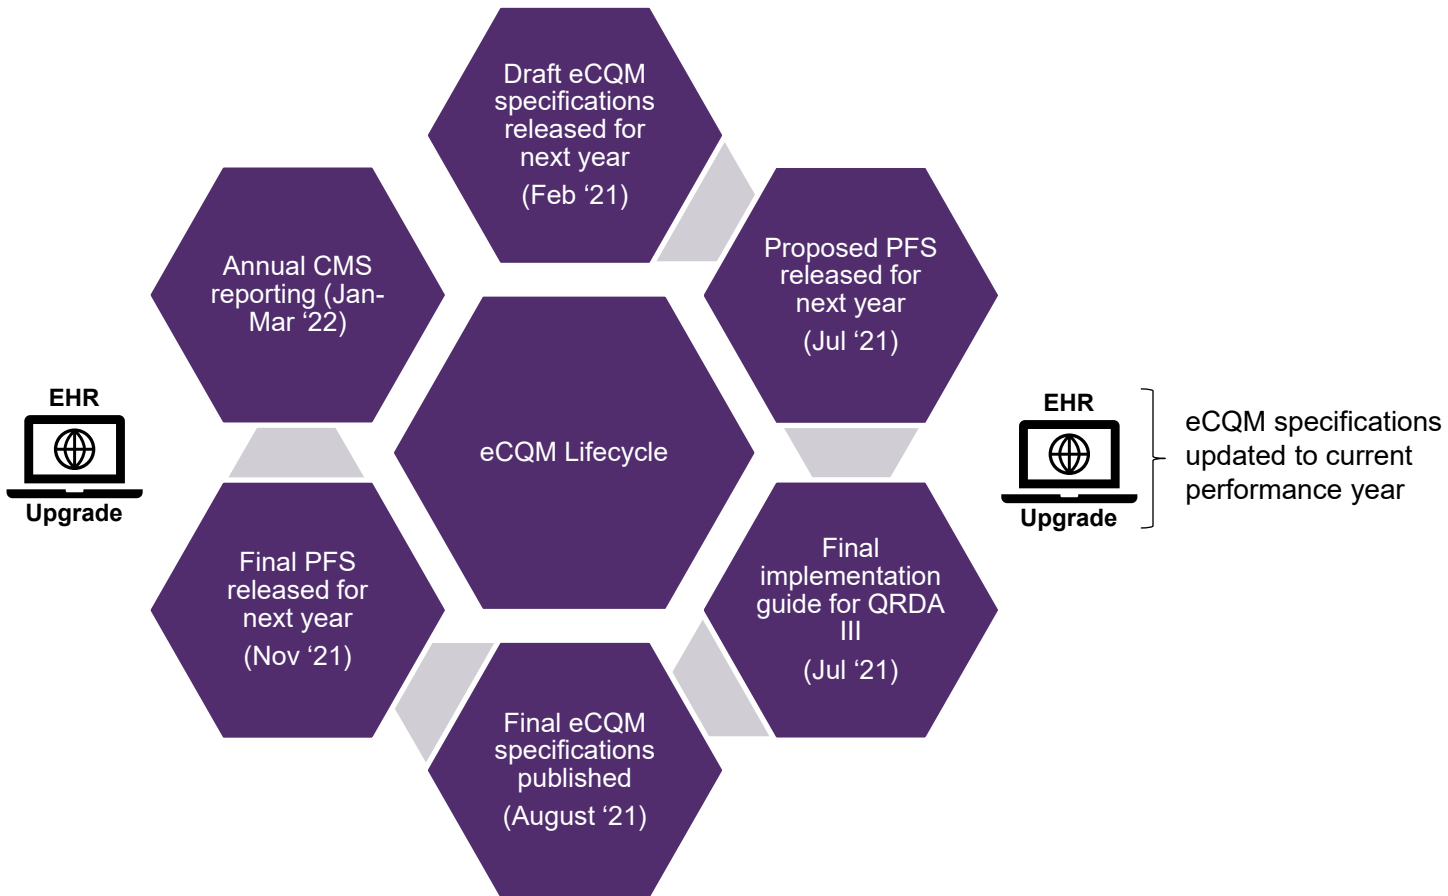 Draft eCQM
specifications
released for
next year
(Feb ‘21)
Proposed PFS
released for
next year
(Jul ‘21)
Final
implementation
guide for QRDA
III
(Jul ‘21)
Final eCQM
specifications
published
(August ‘21)
Final PFS
released for
next year
(Nov ‘21)
Annual CMS
reporting (Jan-
Mar ‘22)
eCQM Lifecycle
EHR
Upgrade
EHR
Upgrade
eCQM specifications
updated to current
performance year